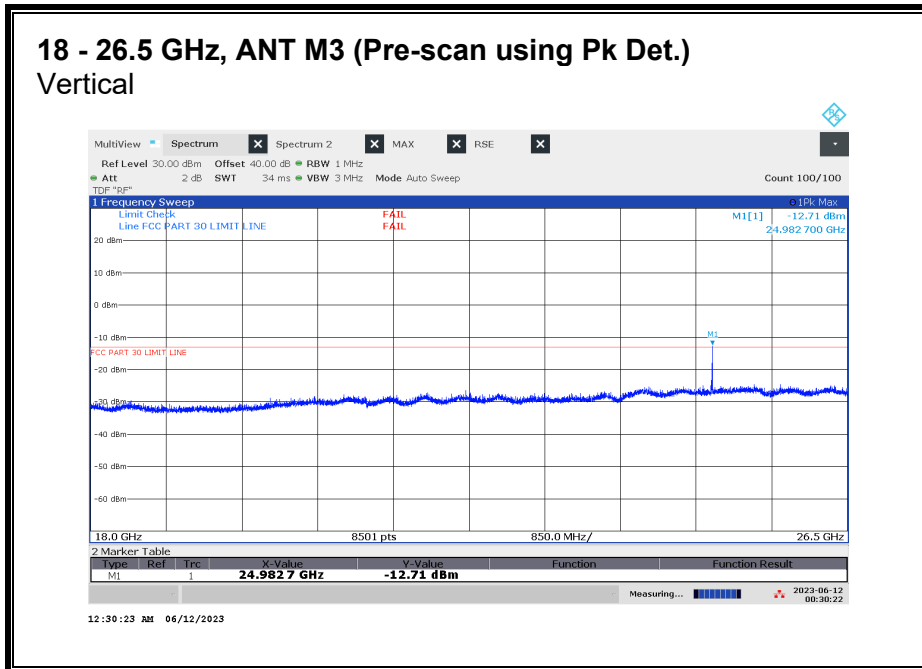 18 - 26.5 GHz, ANT M3 (Pre-scan using Pk Det.)
Vertical
R S
MultiView Spectrum X Spectrum 2 X MAX X RSE X
Ref Level 30.00 dBm Offset 40.00 dB RBW 1 MHz
Att 2 dB SWT 34 ms VBW 3 MHz Mode Auto Sweep Count 100/100
TDF "RF"
1 Frequency Sweep 1Pk Max
Limit Check FAIL M1[1] -12.71 dBm
Line FCC PART 30 LIMIT LINE FAIL 24.982 700 GHz
20 dBm
10 dBm
0 dBm
-10 dBm
M1
FCC PART 30 LIMIT LINE
-20 dBm
-30 dBm
-40 dBm
-50 dBm
-60 dBm
18.0 GHz 8501 pts 850.0 MHz/ 26.5 GHz
2 Marker Table
Type Ref Trc X-Value Y-Value Function Function Result
M1 1 24.982 7 GHz -12.71 dBm
Measuring... 2023-06-12
00:30:22
12:30:23 AM 06/12/2023